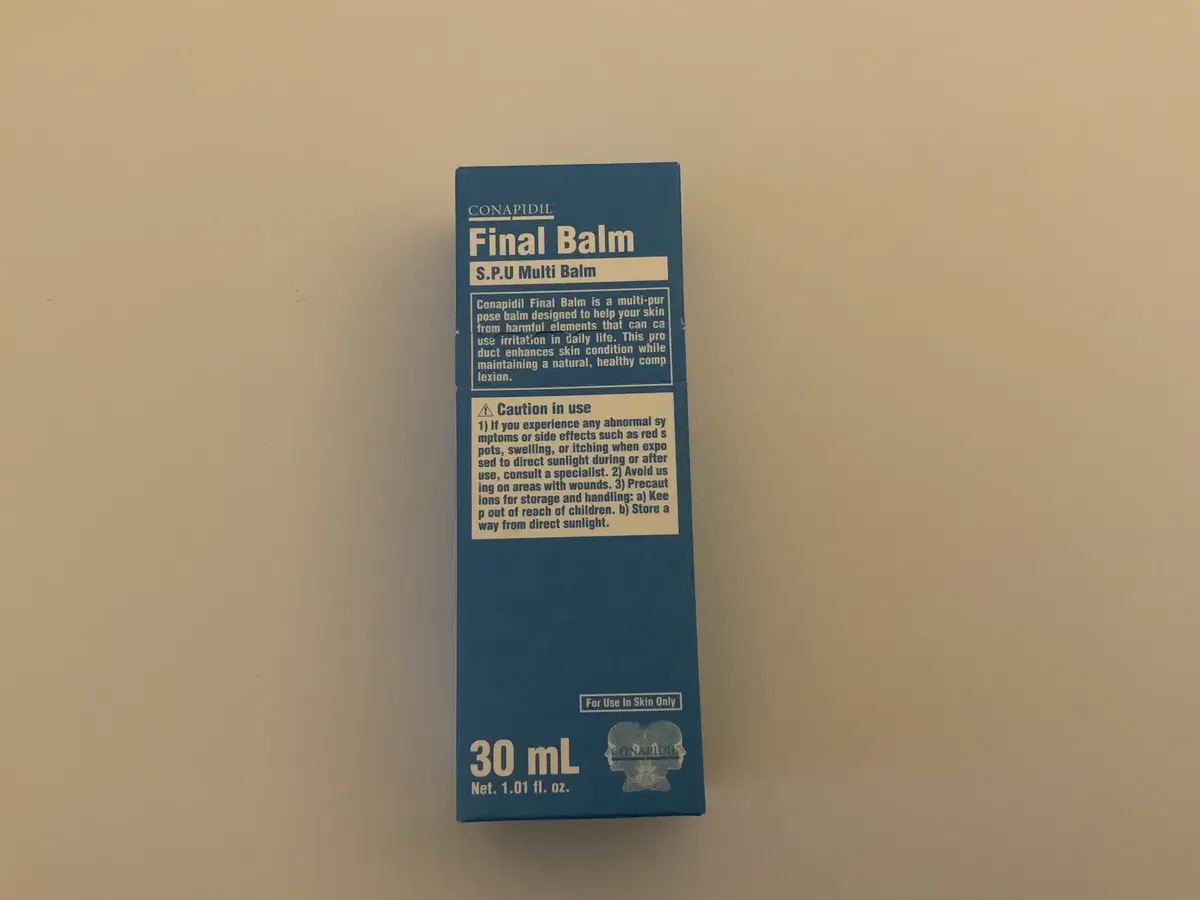 CONAPIDIL
Final Balm
S.P.U Multi Balm
Conapidil Final Balm is a multi-pur
pose balm designed to help your skin
from harmful elements that can ca
use irritation in daily life. This pro
duct enhances skin condition while
maintaining a natural, healthy comp
lexion.
⚠ Caution in use
1) If you experience any abnormal sy
mptoms or side effects such as red s
pots, swelling, or itching when expo
sed to direct sunlight during or after
use, consult a specialist. 2) Avoid us
ing on areas with wounds. 3) Precaut
ions for storage and handling: a) Kee
p out of reach of children. b) Store a
way from direct sunlight.
For Use In Skin Only
CONAPIDIL
30 mL
Net. 1.01 fl. oz.